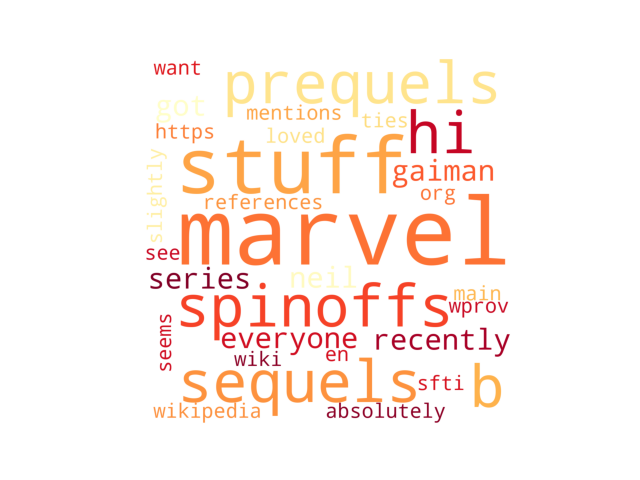 want
prequels
got
mentions
ties
https
loved
hi
stuff
gaiman
slightly
references
org
marvel
see
series
neil
main
spinoffs
wprov
seems
everyone
recently
wiki
en
sequels
sfti
b
wikipedia
absolutely